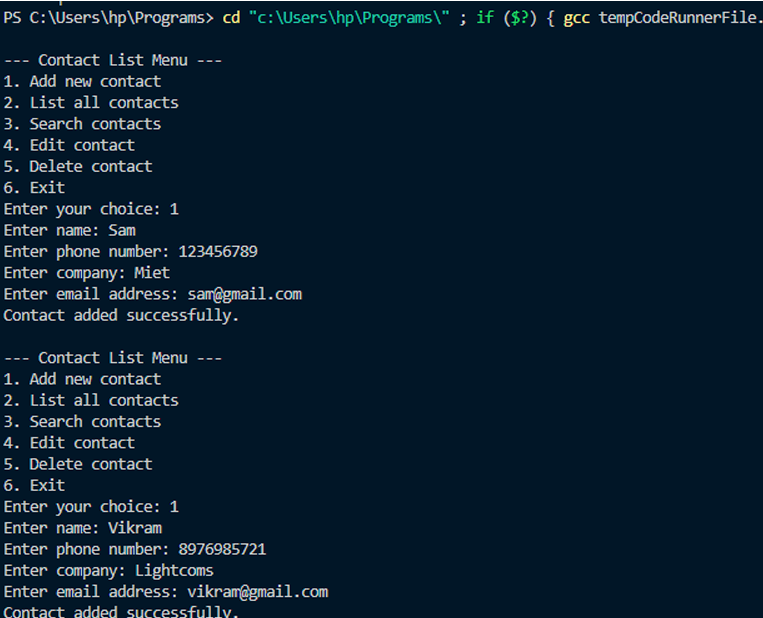 PS C:\Users\hp\Programs> cd "c:\Users\hp\Programs\" ; if ($?) { gcc tempCodeRunnerFile.
--- Contact List Menu ---
1. Add new contact
2. List all contacts
3. Search contacts
4. Edit contact
5. Delete contact
6. Exit
Enter your choice: 1
Enter name: Sam
Enter phone number: 123456789
Enter company: Miet
Enter email address: sam@gmail.com
Contact added successfully.
--- Contact List Menu ---
1. Add new contact
2. List all contacts
3. Search contacts
4. Edit contact
5. Delete contact
6. Exit
Enter your choice: 1
Enter name: Vikram
Enter phone number: 8976985721
Enter company: Lightcoms
Enter email address: vikram@gmail.com
Contact added successfully.